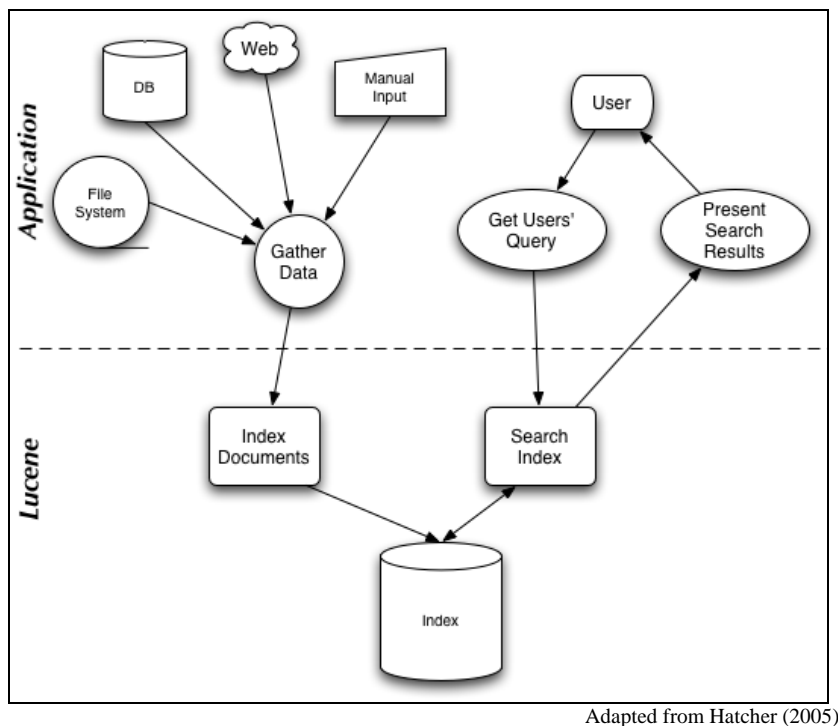 Application
DB
Web
Manual
Input
File
System
Gather
Data
User
Get Users'
Query
Present
Search
Results
Lucene
Index
Documents
Search
Index
Index
Adapted from Hatcher (2005)